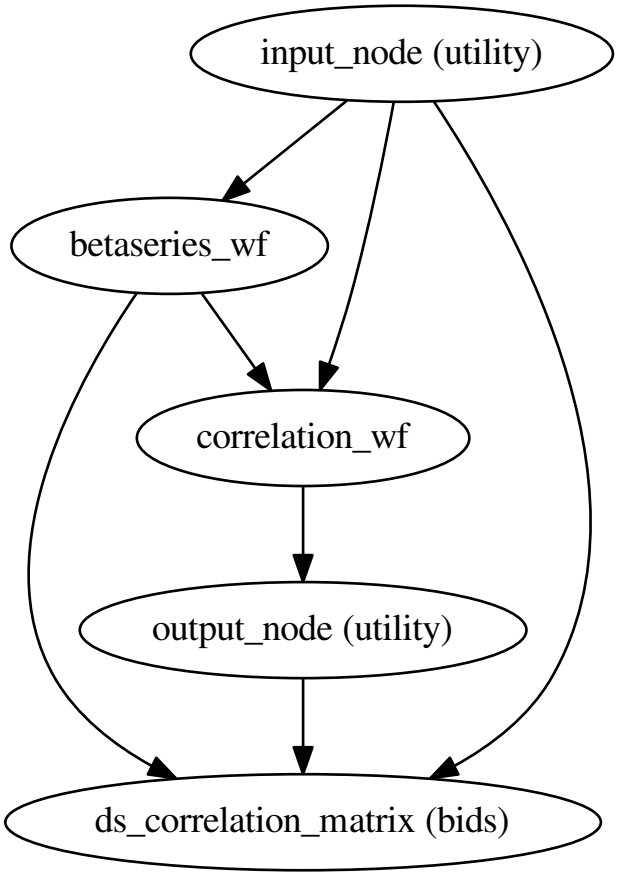 input_node (utility)
betaseries_wf
correlation_wf
output_node (utility)
ds_correlation_matrix (bids)